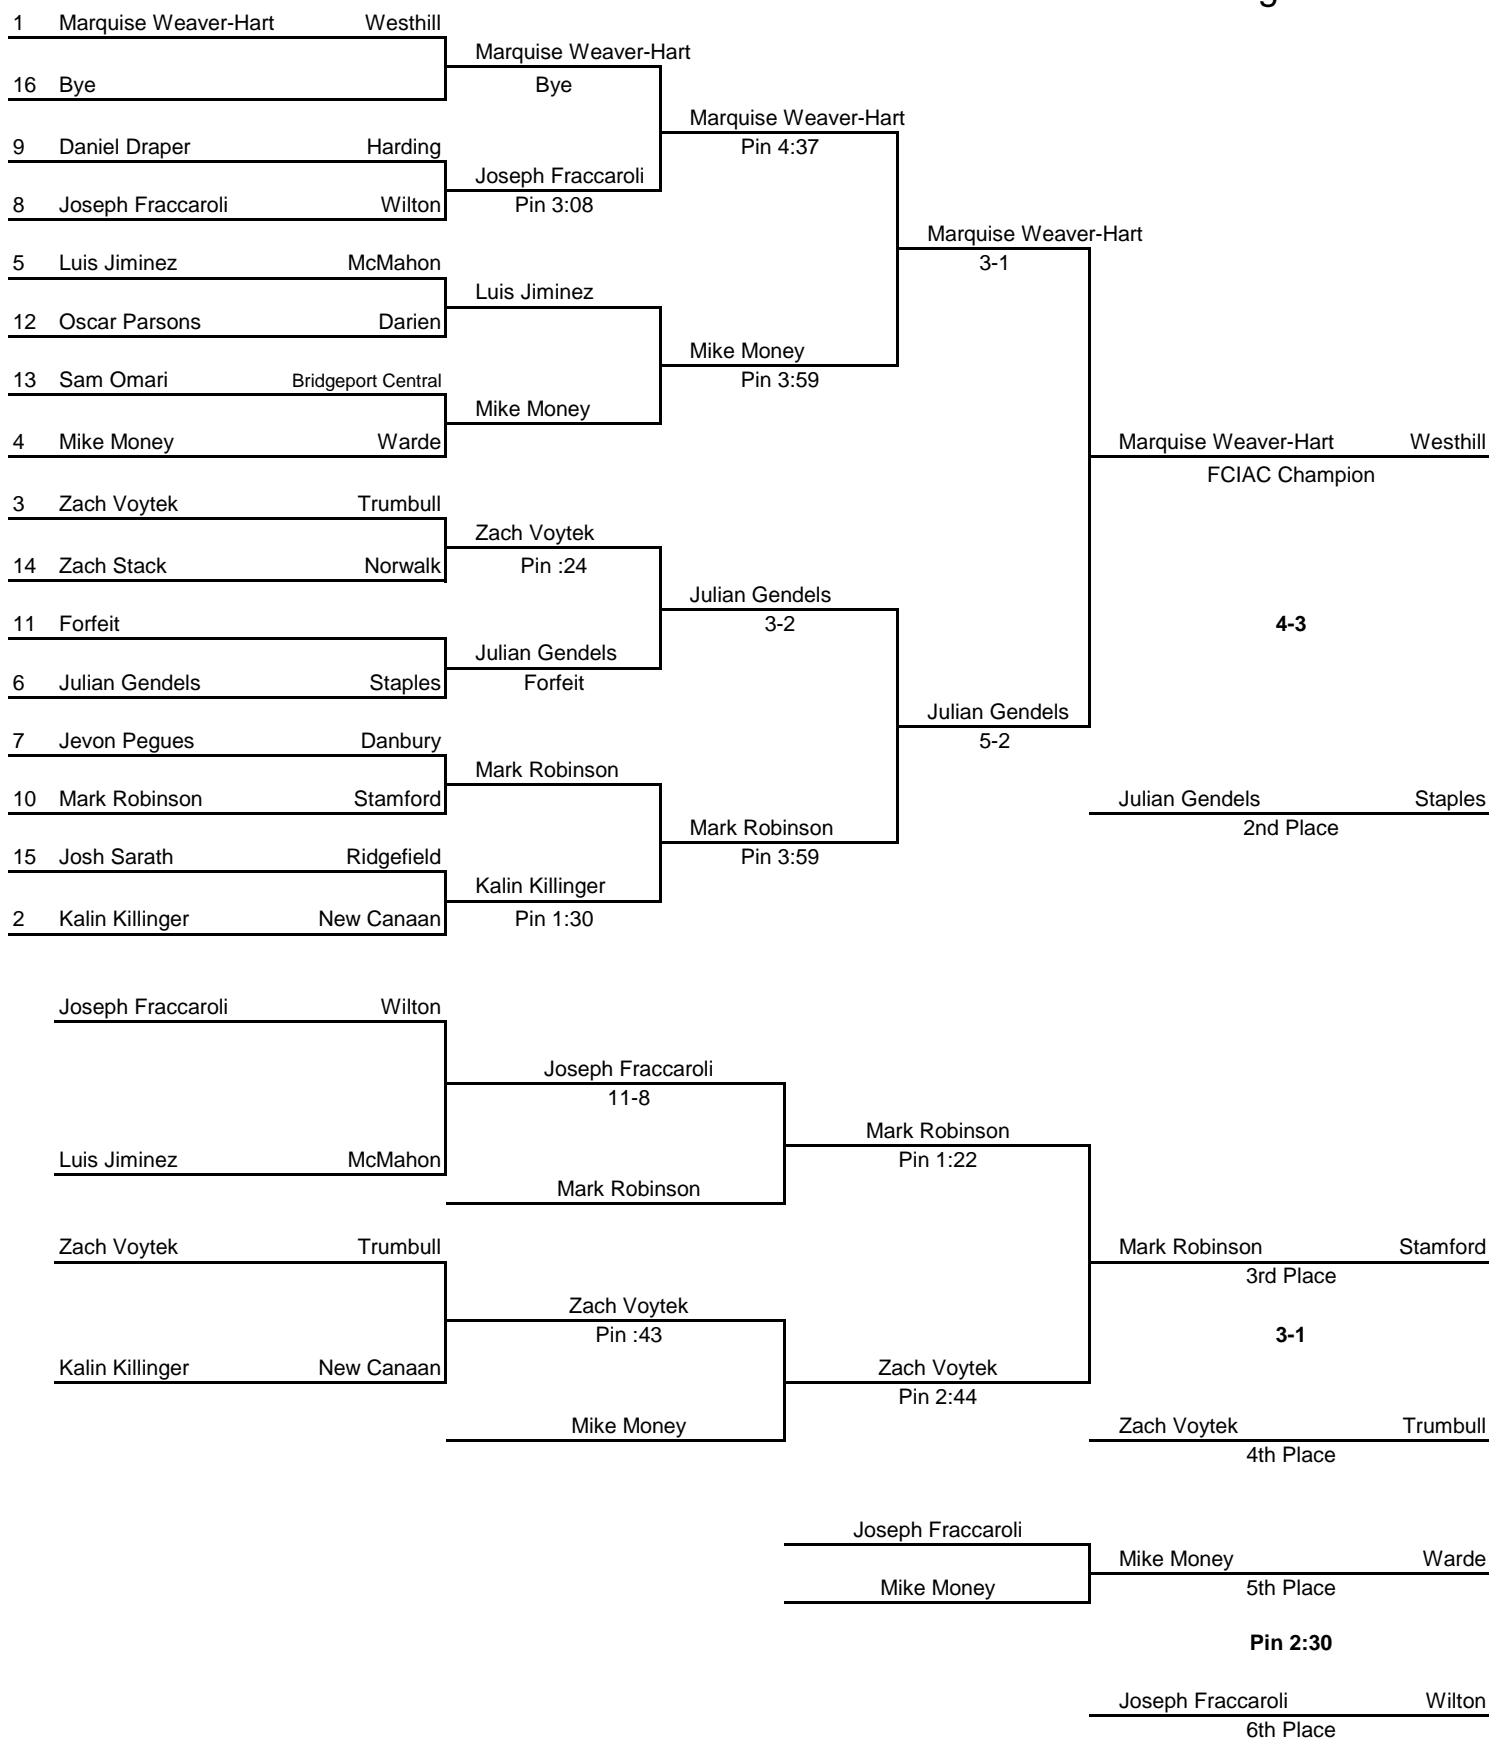 1 Marquise Weaver-Hart Westhill
Marquise Weaver-Hart
16 Bye
Bye
Marquise Weaver-Hart
9 Daniel Draper Harding
Pin 4:37
Joseph Fraccaroli
8 Joseph Fraccaroli Wilton
Pin 3:08
Marquise Weaver-Hart
5 Luis Jiminez McMahon
3-1
Luis Jiminez
12 Oscar Parsons Darien
Mike Money
13 Sam Omari Bridgeport Central
Pin 3:59
Mike Money
4 Mike Money Warde
Marquise Weaver-Hart Westhill
FCIAC Champion
3 Zach Voytek Trumbull
Zach Voytek
14 Zach Stack Norwalk
Pin :24
Julian Gendels
11 Forfeit
3-2
4-3
Julian Gendels
6 Julian Gendels Staples
Forfeit
Julian Gendels
7 Jevon Pegues Danbury
5-2
Mark Robinson
10 Mark Robinson Stamford
Julian Gendels Staples
Mark Robinson
2nd Place
15 Josh Sarath Ridgefield
Pin 3:59
Kalin Killinger
2 Kalin Killinger New Canaan
Pin 1:30
Joseph Fraccaroli Wilton
Joseph Fraccaroli
11-8
Mark Robinson
Luis Jiminez McMahon
Pin 1:22
Mark Robinson
Zach Voytek Trumbull
Mark Robinson Stamford
3rd Place
Zach Voytek
Pin :43
3-1
Kalin Killinger New Canaan
Zach Voytek
Pin 2:44
Mike Money
Zach Voytek Trumbull
4th Place
Joseph Fraccaroli
Mike Money Warde
Mike Money
5th Place
Pin 2:30
Joseph Fraccaroli Wilton
6th Place